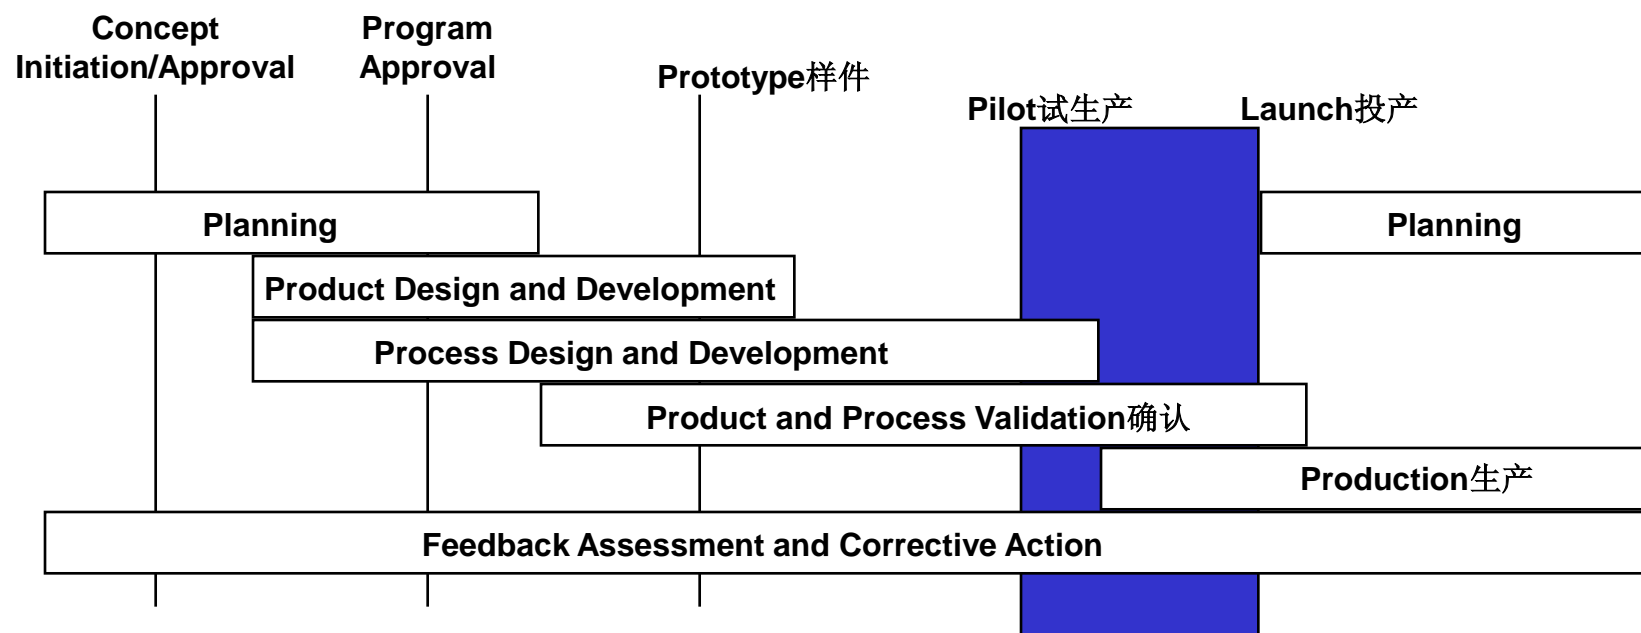 Concept
Initiation/Approval
Program
Approval
Prototype样件
Pilot试生产
Launch投产
Planning
Planning
Product Design and Development
Process Design and Development
Product and Process Validation确认
Production生产
Feedback Assessment and Corrective Action